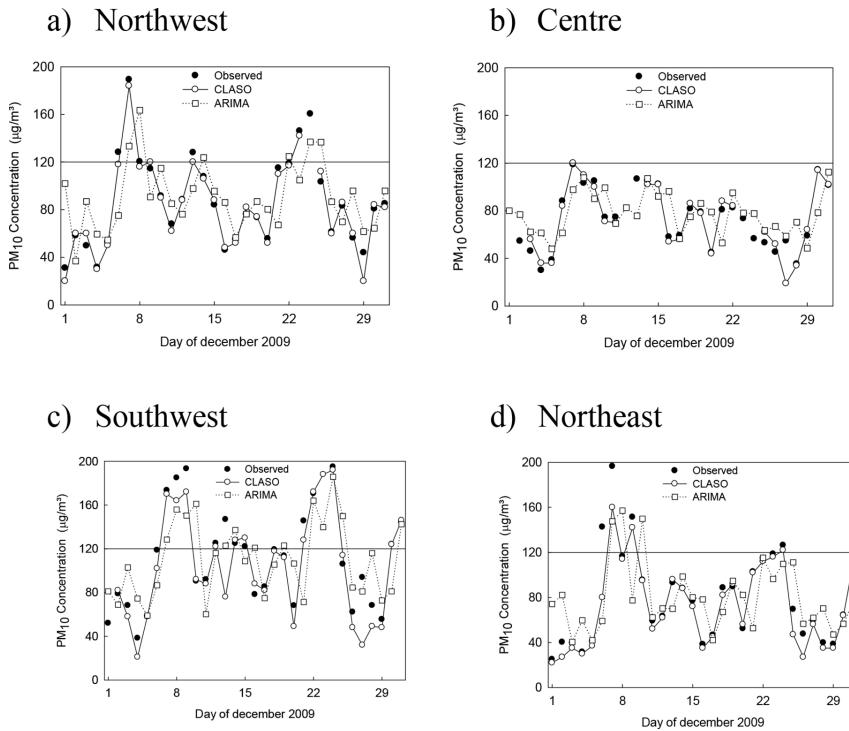 a) Northwest
200
160
120
80
40
0
PM10 Concentration (µg/m³)
Observed
CLASO
ARIMA
1
8
15
22
29
Day of december 2009
b) Centre
200
160
120
80
40
0
PM10 Concentration (µg/m³)
Observed
CLASO
ARIMA
1
8
15
22
29
Day of december 2009
c) Southwest
200
160
120
80
40
0
PM10 Concentration (µg/m³)
Observed
CLASO
ARIMA
1
8
15
22
29
Day of december 2009
d) Northeast
200
160
120
80
40
0
PM10 Concentration (µg/m³)
Observed
CLASO
ARIMA
1
8
15
22
29
Day of december 2009